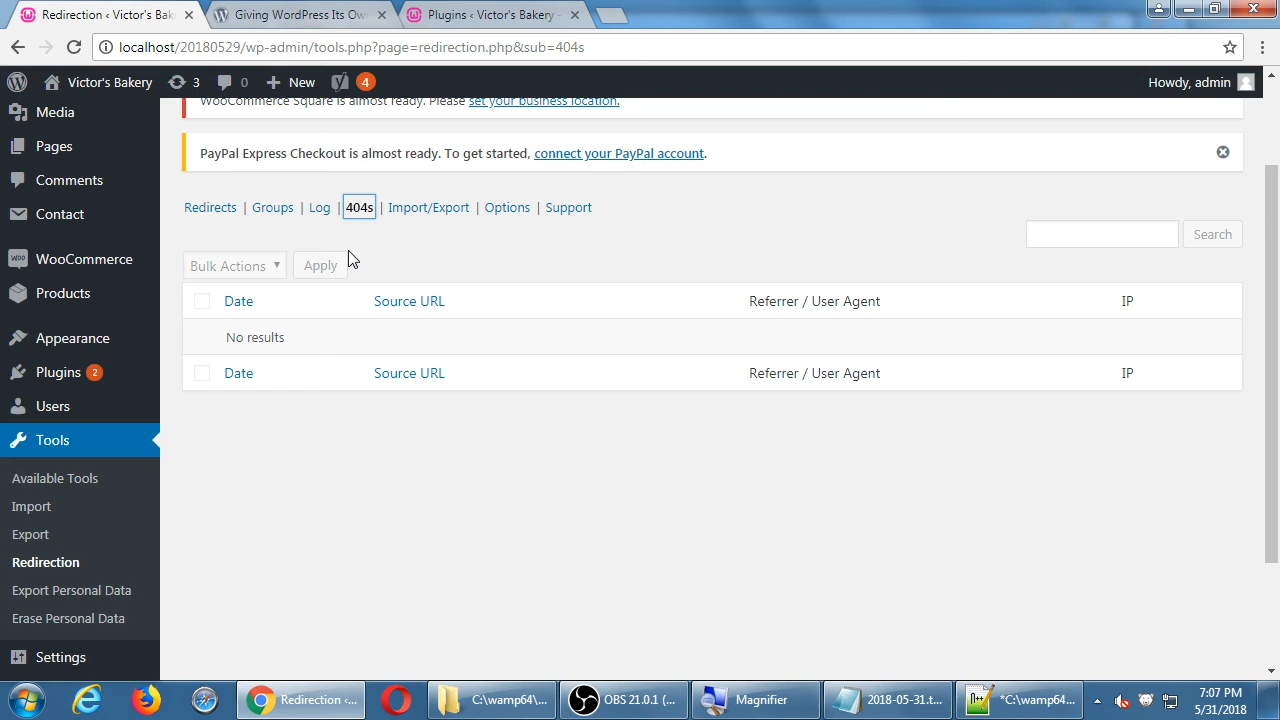 Redirection ‹ Victor's Bak
Giving WordPress Its Ow
Plugins ‹ Victor's Bakery –
localhost/20180529/wp-admin/tools.php?page=redirection.php&sub=404s
Victor's Bakery
3
0
New
4
Howdy, admin
WooCommerce Square is almost ready. Please set your business location.
PayPal Express Checkout is almost ready. To get started, connect your PayPal account.
Media
Pages
Comments
Contact
WooCommerce
Products
Appearance
Plugins 2
Users
Tools
Available Tools
Import
Export
Redirection
Export Personal Data
Erase Personal Data
Settings
Redirects | Groups | Log | 404s | Import/Export | Options | Support
Search
Bulk Actions
Apply
Date Source URL Referrer / User Agent IP
No results
Date Source URL Referrer / User Agent IP
Redirection ‹...
C:\wamp64\...
OBS 21.0.1 (...
Magnifier
2018-05-31.t...
*C:\wamp64...
7:07 PM
5/31/2018